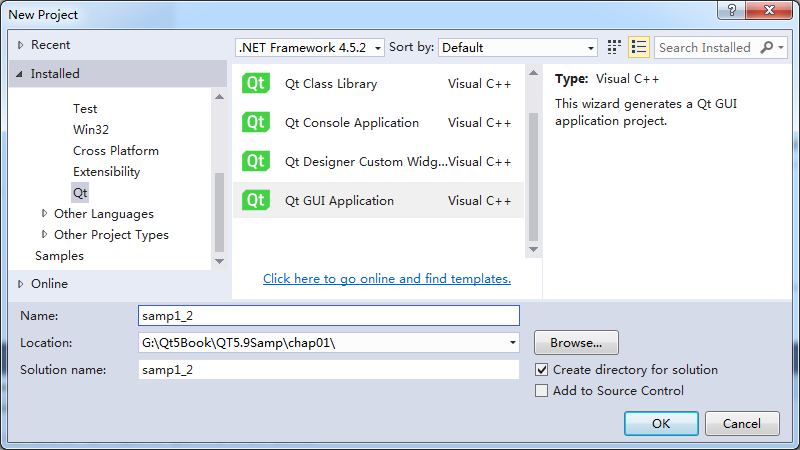 New Project
Recent
.NET Framework 4.5.2 Sort by: Default Search Installed
Installed
Test
Win32
Cross Platform
Extensibility
Qt
Other Languages
Other Project Types
Samples
Online
Qt Qt Class Library Visual C++
Qt Qt Console Application Visual C++
Qt Qt Designer Custom Widg...Visual C++
Qt Qt GUI Application Visual C++
Click here to go online and find templates.
Type: Visual C++
This wizard generates a Qt GUI
application project.
Name: samp1_2
Location: G:\Qt5Book\QT5.9Samp\chap01\ Browse...
Solution name: samp1_2
Create directory for solution
Add to Source Control
OK Cancel